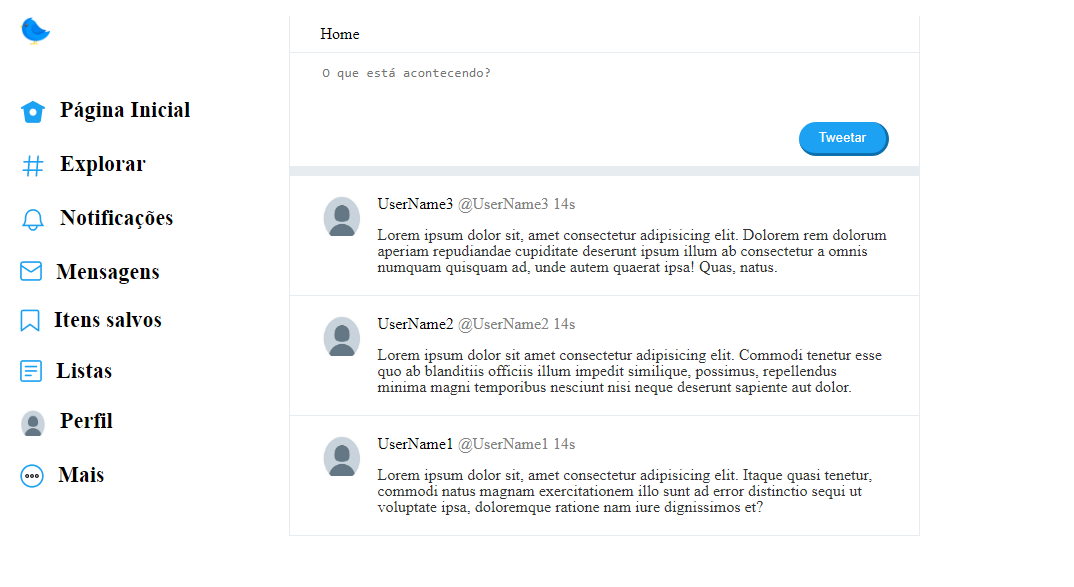 Página Inicial
Explorar
Notificações
Mensagens
Itens salvos
Listas
Perfil
Mais
Home
O que está acontecendo?
Tweetar
UserName3 @UserName3 14s
Lorem ipsum dolor sit, amet consectetur adipisicing elit. Dolorem rem dolorum
aperiam repudiandae cupiditate deserunt ipsum illum ab consectetur a omnis
numquam quisquam ad, unde autem quaerat ipsa! Quas, natus.
UserName2 @UserName2 14s
Lorem ipsum dolor sit amet consectetur adipisicing elit. Commodi tenetur esse
quo ab blanditiis officiis illum impedit similique, possimus, repellendus
minima magni temporibus nesciunt nisi neque deserunt sapiente aut dolor.
UserName1 @UserName1 14s
Lorem ipsum dolor sit, amet consectetur adipisicing elit. Itaque quasi tenetur,
commodi natus magnam exercitationem illo sunt ad error distinctio sequi ut
voluptate ipsa, doloremque ratione nam iure dignissimos et?